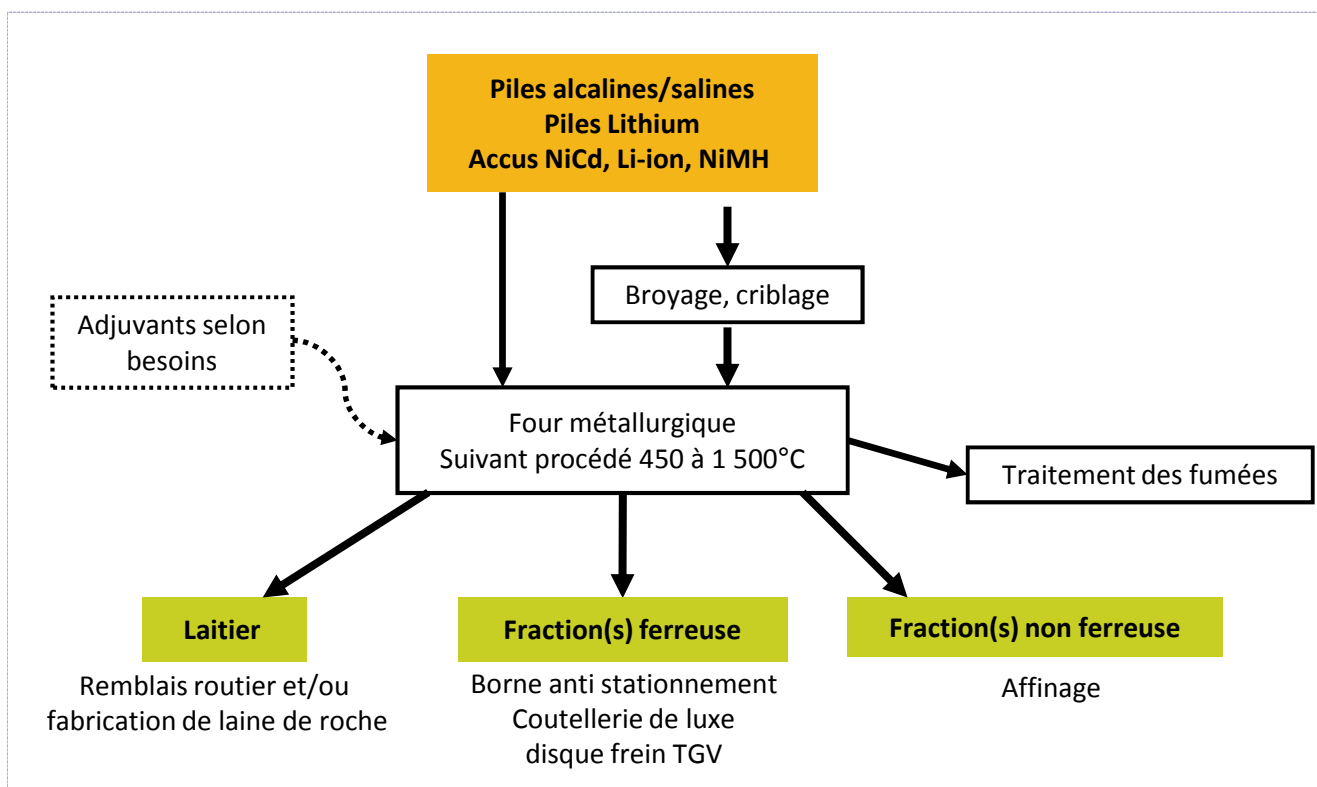 Piles alcalines/salines
Piles Lithium
Accus NiCd, Li-ion, NiMH
Broyage, criblage
Adjuvants selon
besoins
Four métallurgique
Suivant procédé 450 à 1 500°C
Traitement des fumées
Laitier
Remblais routier et/ou
fabrication de laine de roche
Fraction(s) ferreuse
Borne anti stationnement
Coutellerie de luxe
disque frein TGV
Fraction(s) non ferreuse
Affinage